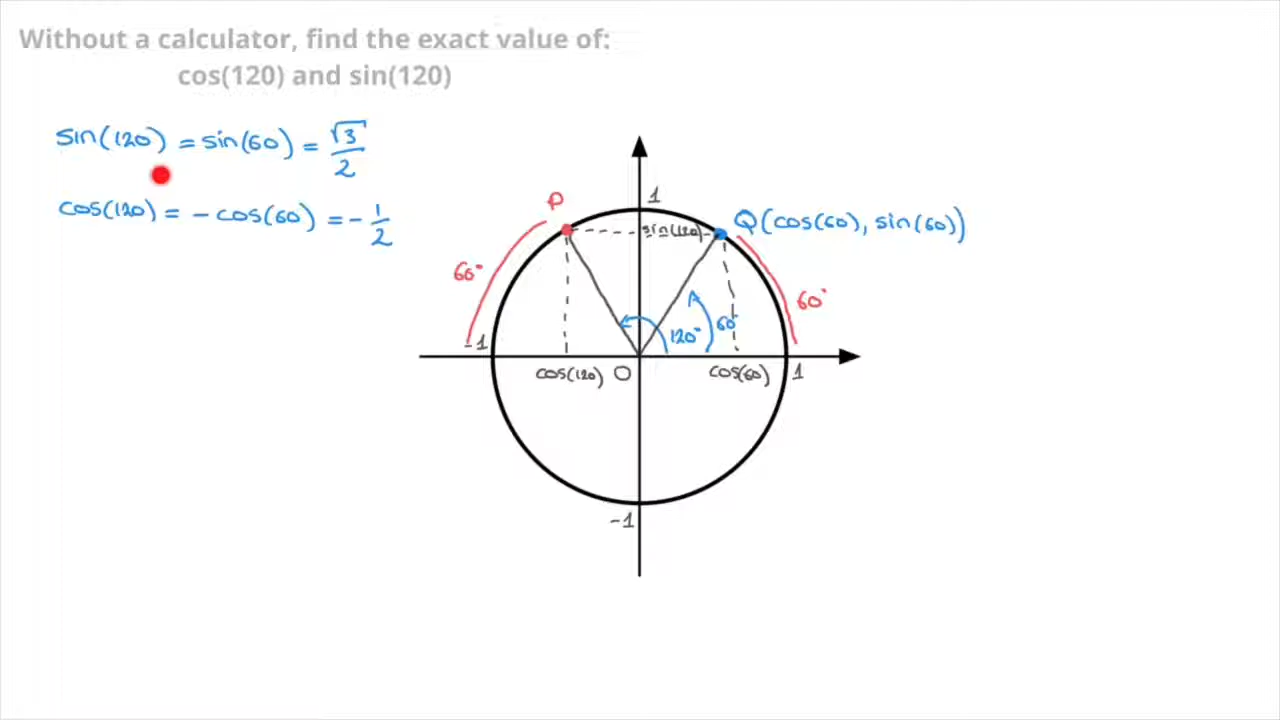 Without a calculator, find the exact value of:
cos(120) and sin(120)
sin(120) = sin(60) = √3/2
cos(120) = -cos(60) = -1/2
P
1
Q(cos(60), sin(60))
sin(120)
60°
60°
-1
120°
60°
cos(120)
O
cos(60)
1
-1